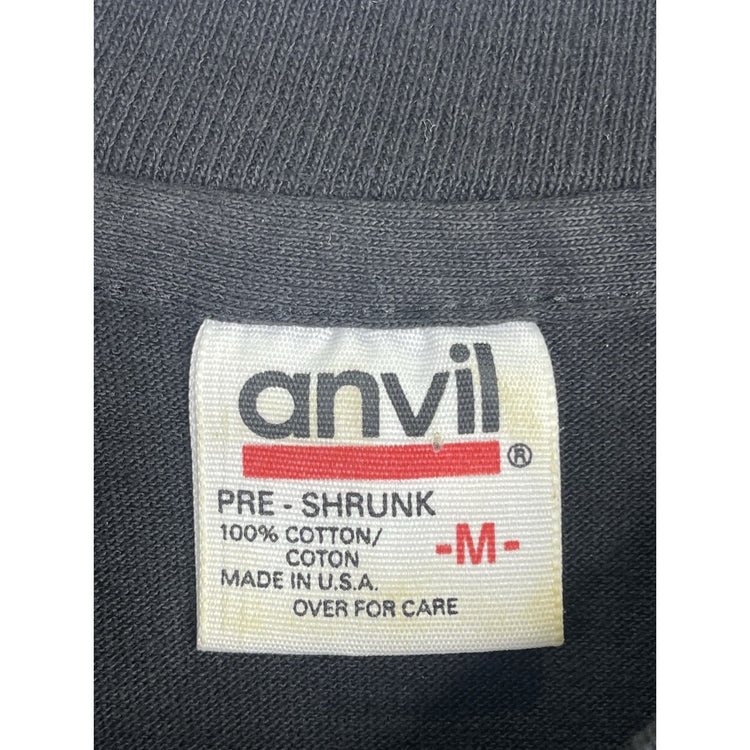 anvil
®
PRE - SHRUNK
100% COTTON/
COTON
-M-
MADE IN U.S.A.
OVER FOR CARE